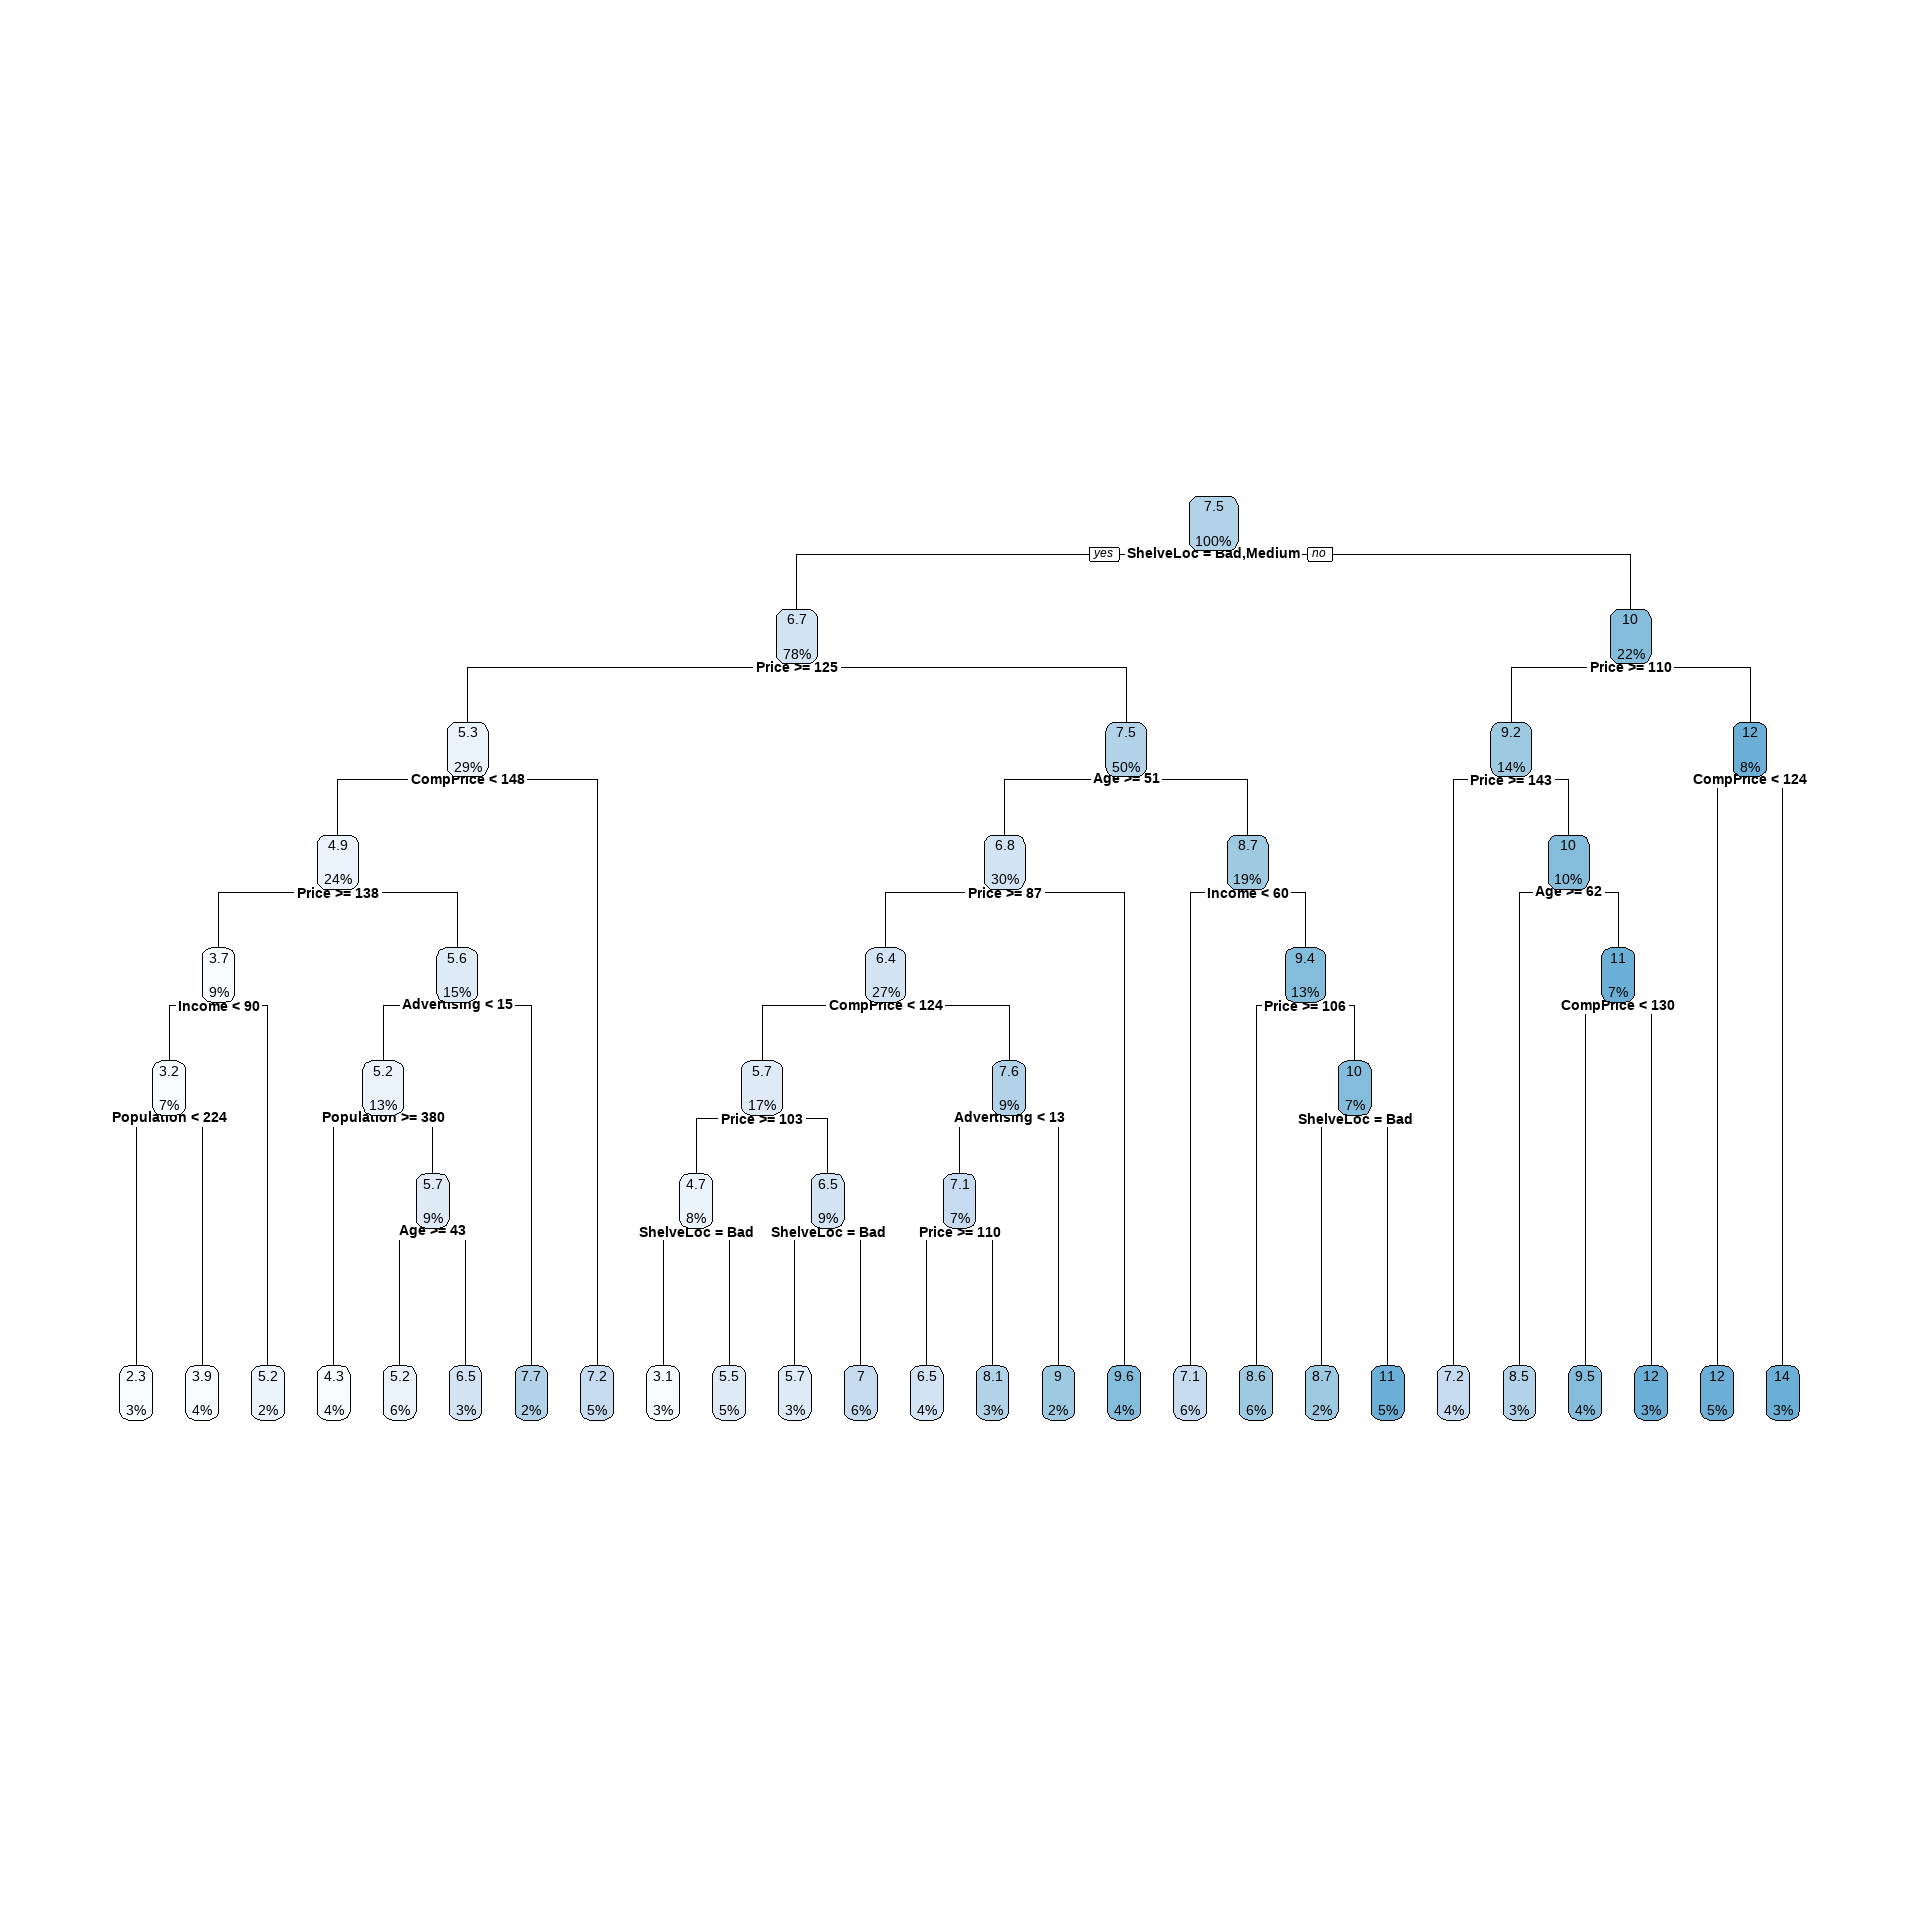 7.5
100%
yes ShelveLoc = Bad,Medium no
6.7 10
78% 22%
Price >= 125 Price >= 110
5.3 7.5 9.2 12
29% 50% 14% 8%
CompPrice < 148 Age >= 51 Price >= 143 CompPrice < 124
4.9 6.8 8.7 10
24% 30% 19% 10%
Price >= 138 Price >= 87 Income < 60 Age >= 62
3.7 5.6 6.4 9.4 11
9% 15% 27% 13% 7%
Income < 90 Advertising < 15 CompPrice < 124 Price >= 106 CompPrice < 130
3.2 5.2 5.7 7.6 10
7% 13% 17% 9% 7%
Population < 224 Population >= 380 Price >= 103 Advertising < 13 ShelveLoc = Bad
5.7 4.7 6.5 7.1
9% 8% 9% 7%
Age >= 43 ShelveLoc = Bad ShelveLoc = Bad Price >= 110
2.3 3.9 5.2 4.3 5.2 6.5 7.7 7.2 3.1 5.5 5.7 7 6.5 8.1 9 9.6 7.1 8.6 8.7 11 7.2 8.5 9.5 12 12 14
3% 4% 2% 4% 6% 3% 2% 5% 3% 5% 3% 6% 4% 3% 2% 4% 6% 6% 2% 5% 4% 3% 4% 3% 5% 3%